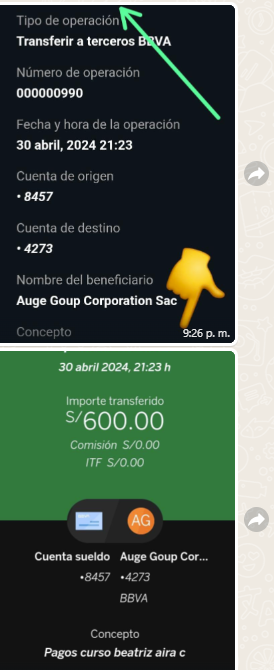 Tipo de operación
Transferir a terceros BBVA
Número de operación
000000990
Fecha y hora de la operación
30 abril, 2024 21:23
Cuenta de origen
• 8457
Cuenta de destino
• 4273
Nombre del beneficiario
Auge Goup Corporation Sac
Concepto
9:26 p. m.
30 abril 2024, 21:23 h
Importe transferido
S/600.00
Comisión S/0.00
ITF S/0.00
AG
Cuenta sueldo Auge Goup Cor...
•8457 •4273
BBVA
Concepto
Pagos curso beatriz aira c